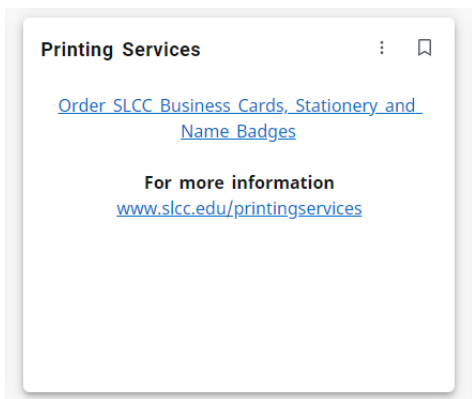 Printing Services
Order SLCC Business Cards, Stationery and
Name Badges
For more information
www.slcc.edu/printingservices